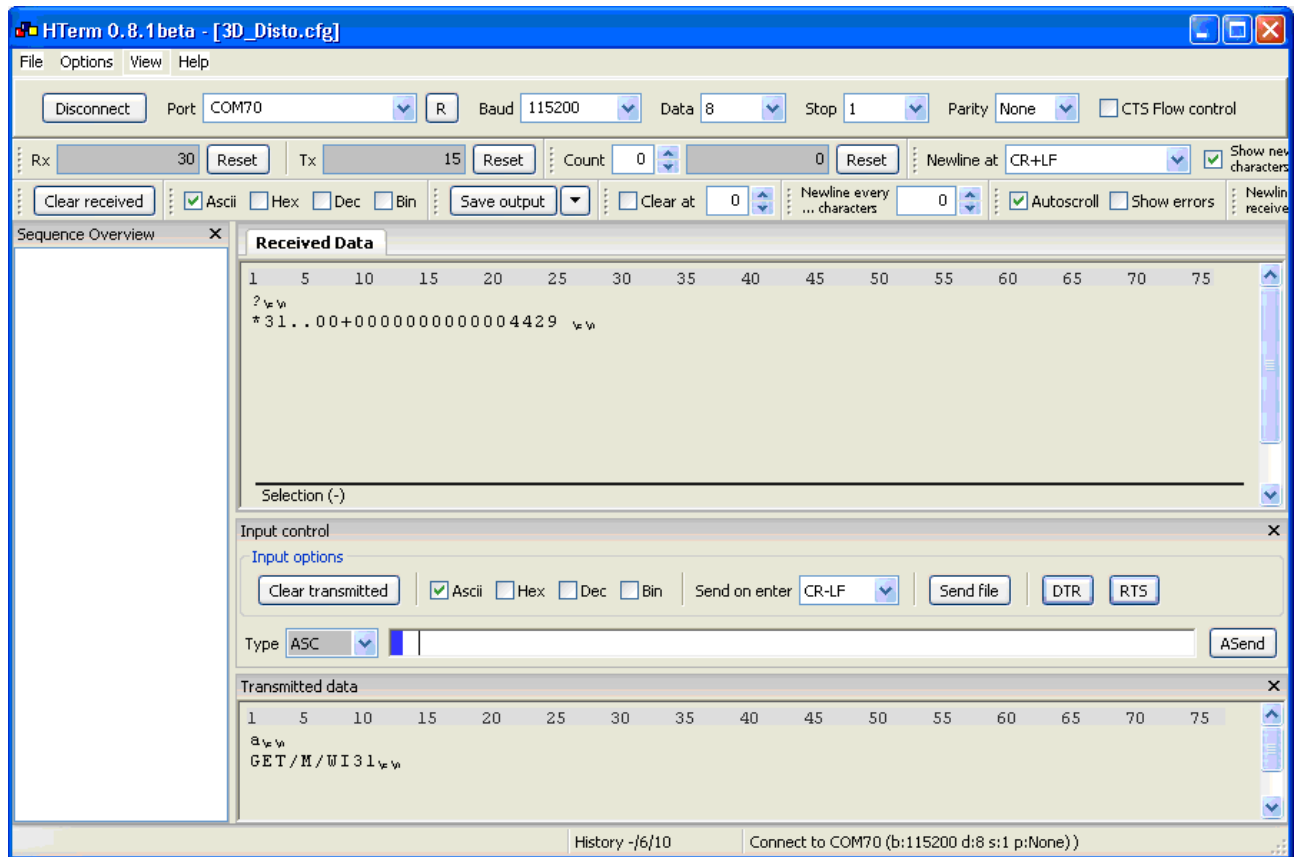 HTerm 0.8.1beta - [3D_Disto.cfg]
File Options View Help
Disconnect Port COM70 R Baud 115200 Data 8 Stop 1 Parity None CTS Flow control
Rx 30 Reset Tx 15 Reset Count 0 0 Reset Newline at CR+LF Show new
characters
Clear received Ascii Hex Dec Bin Save output Clear at 0 Newline every
... characters 0 Autoscroll Show errors Newlin
receive
Sequence Overview
Received Data
1 5 10 15 20 25 30 35 40 45 50 55 60 65 70 75
?\r\n
*31..00+0000000000004429 \r\n
Selection (-)
Input control
Input options
Clear transmitted Ascii Hex Dec Bin Send on enter CR-LF Send file DTR RTS
Type ASC ASend
Transmitted data
1 5 10 15 20 25 30 35 40 45 50 55 60 65 70 75
a\r\n
GET/M/WI31\r\n
History -/6/10 Connect to COM70 (b:115200 d:8 s:1 p:None) )